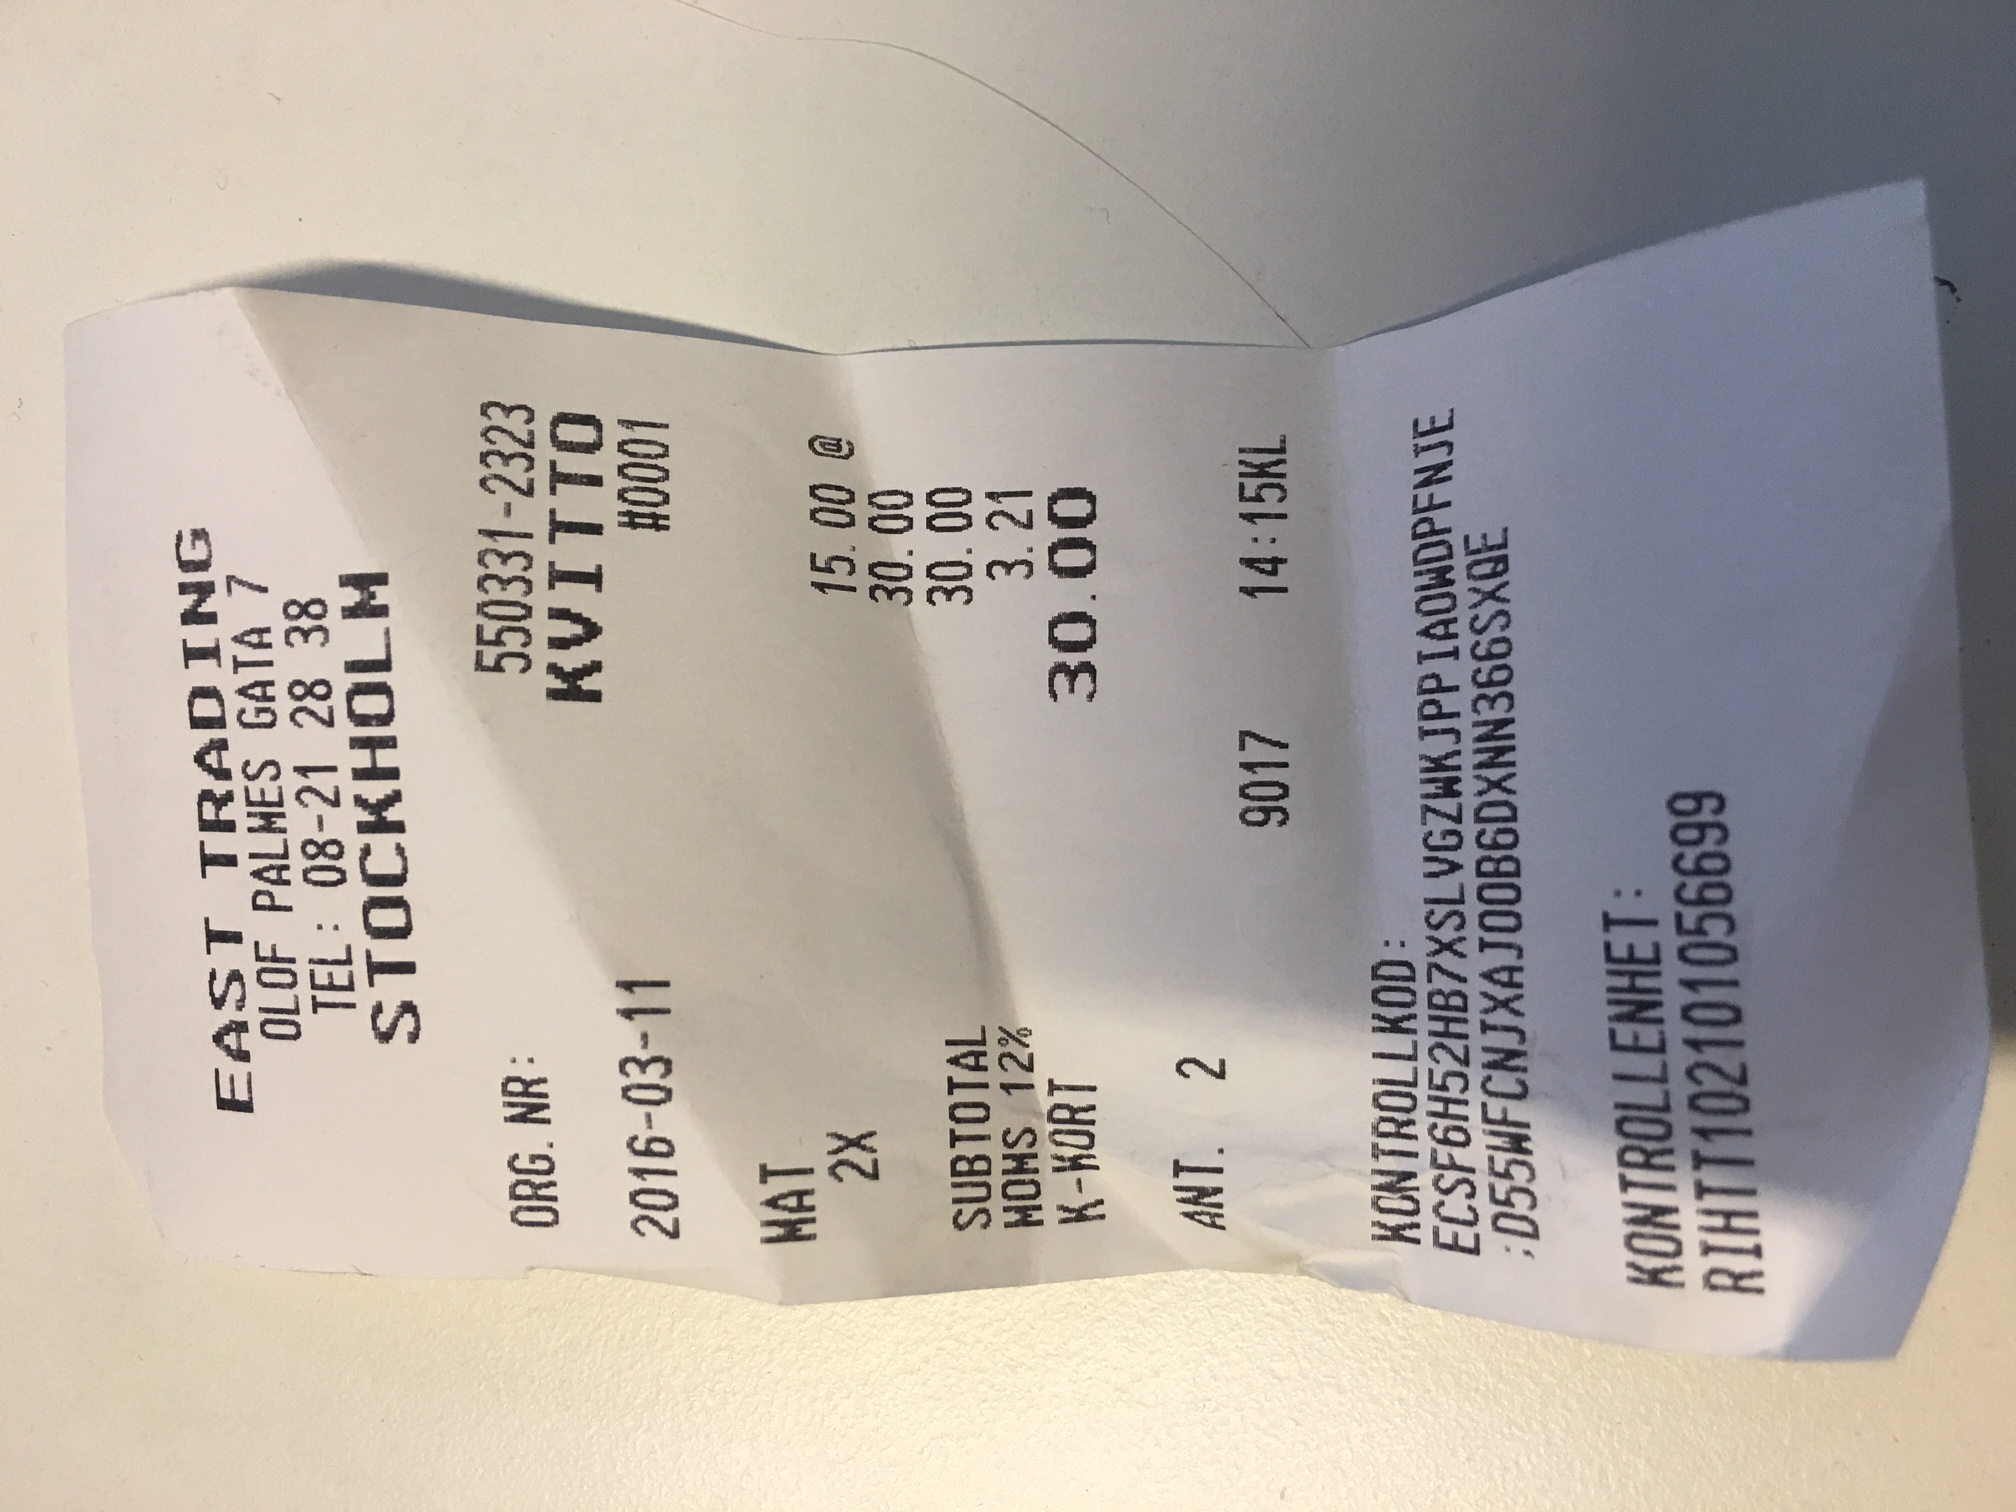 EAST TRADING
OLOF PALMES GATA 7
TEL: 08-21 28 38
STOCKHOLM
ORG.NR: 550331-2323
KVITTO
2016-03-11 #0001
MAT
2X 15.00 @
30.00
SUBTOTAL 30.00
MOMS 12% 3.21
K-KORT 30.00
ANT. 2
9017 14:15KL
KONTROLLKOD:
ECSF6H52HB7XSLVGZWKJPPIAOWDPFNJE
;D55WFCNJXAJOOB6DXNN366SXQE
KONTROLLENHET:
RIHTT102101056699